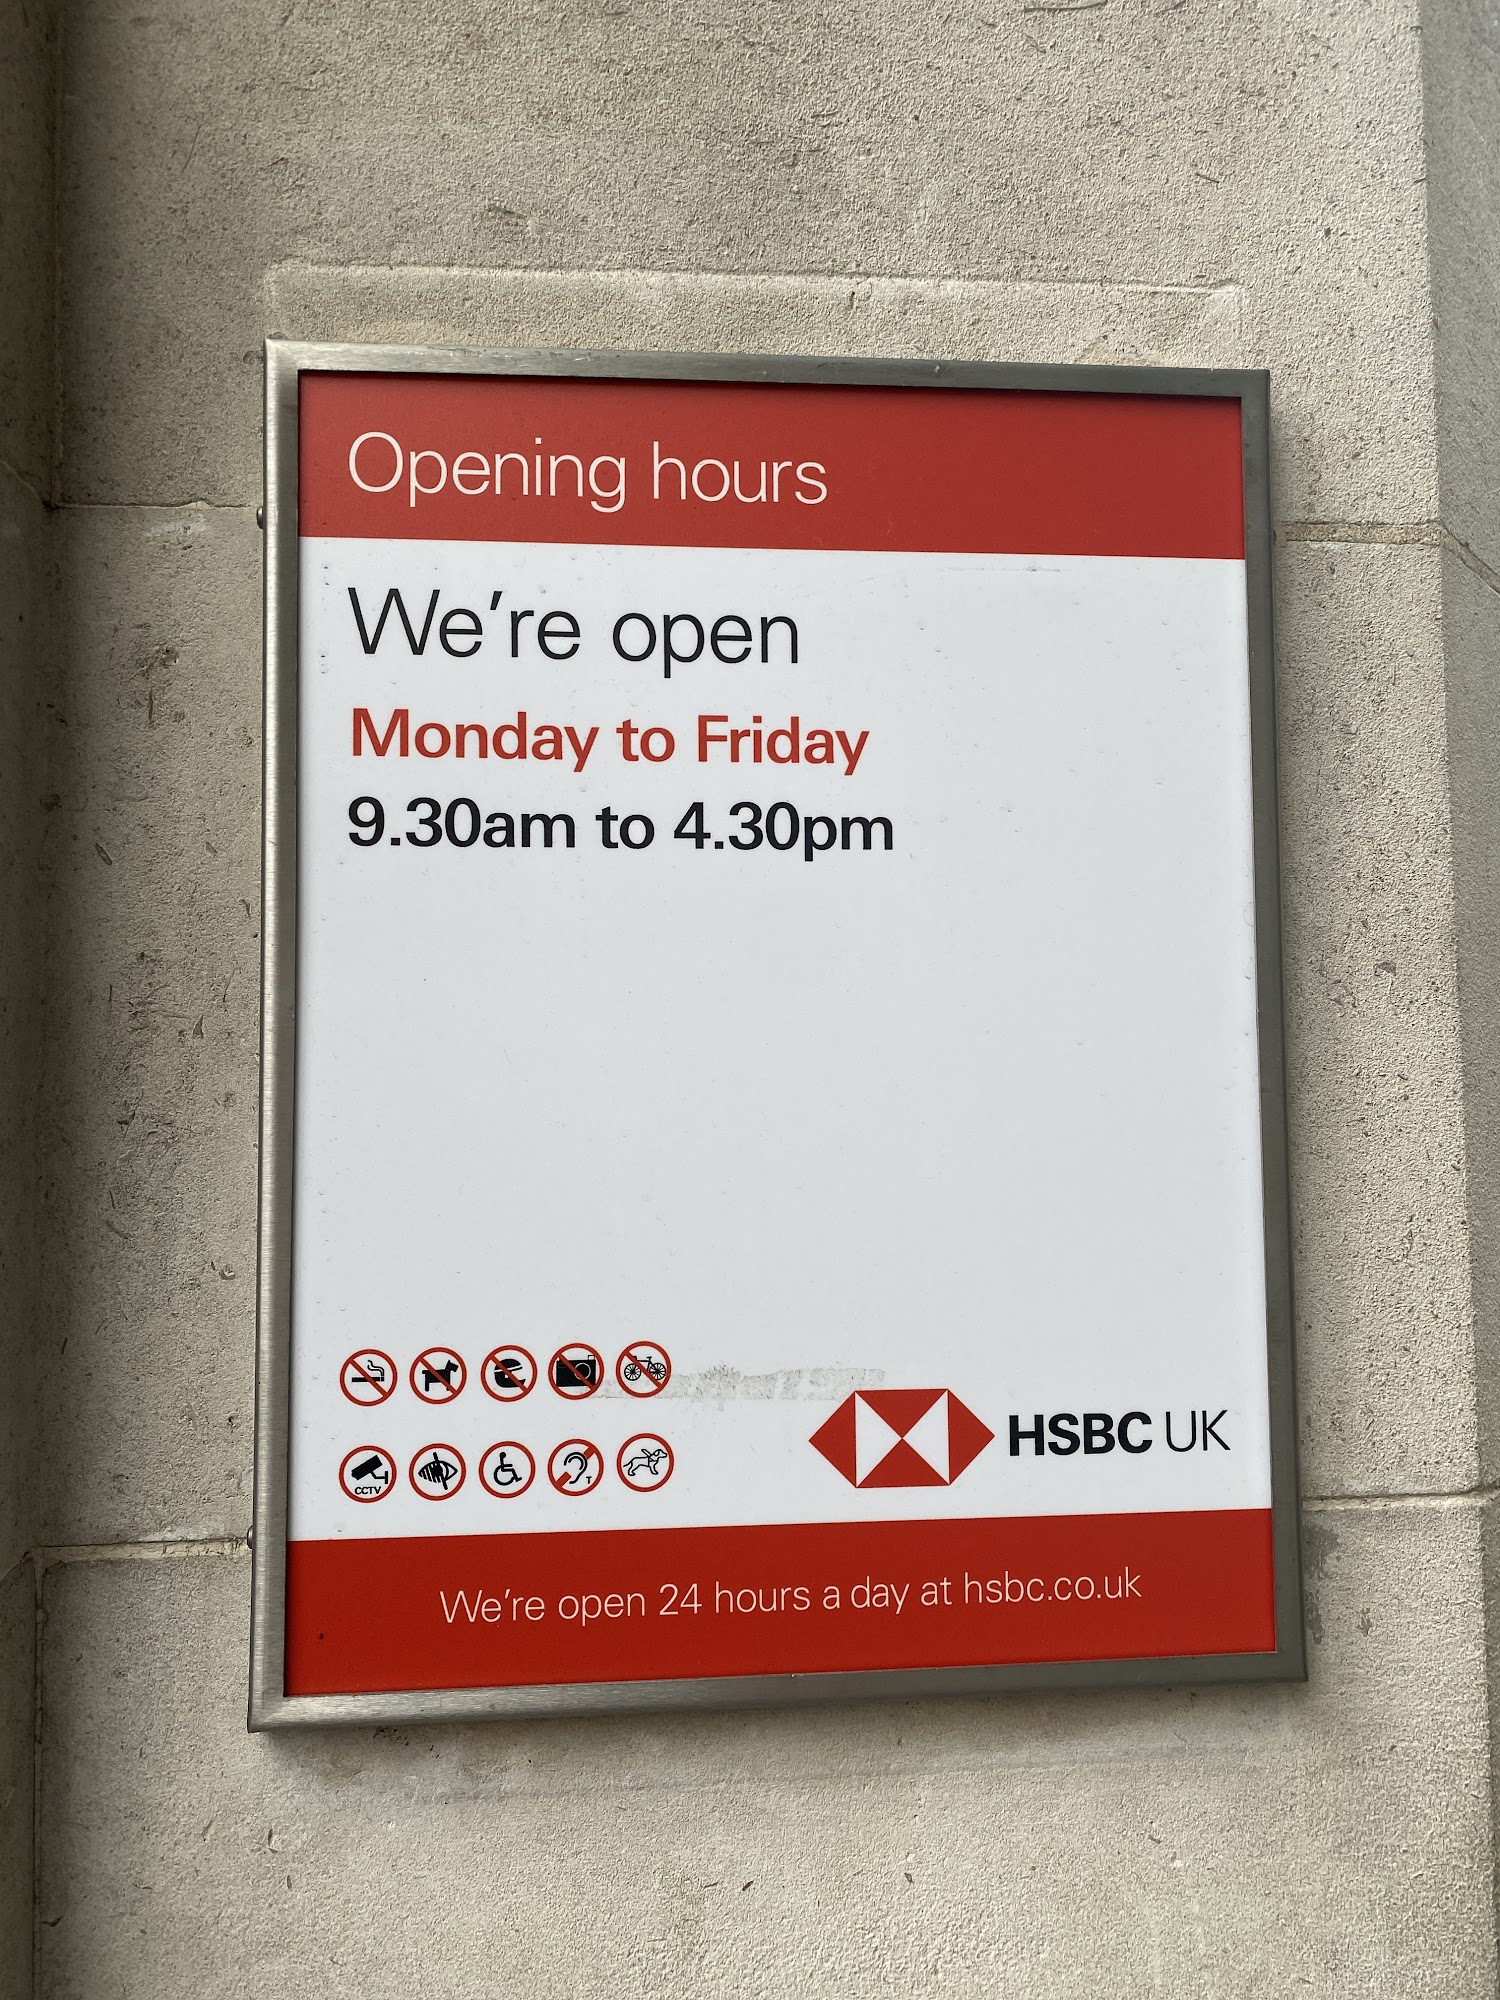 Opening hours
We're open
Monday to Friday
9.30am to 4.30pm
CCTV
T
HSBC UK
We're open 24 hours a day at hsbc.co.uk